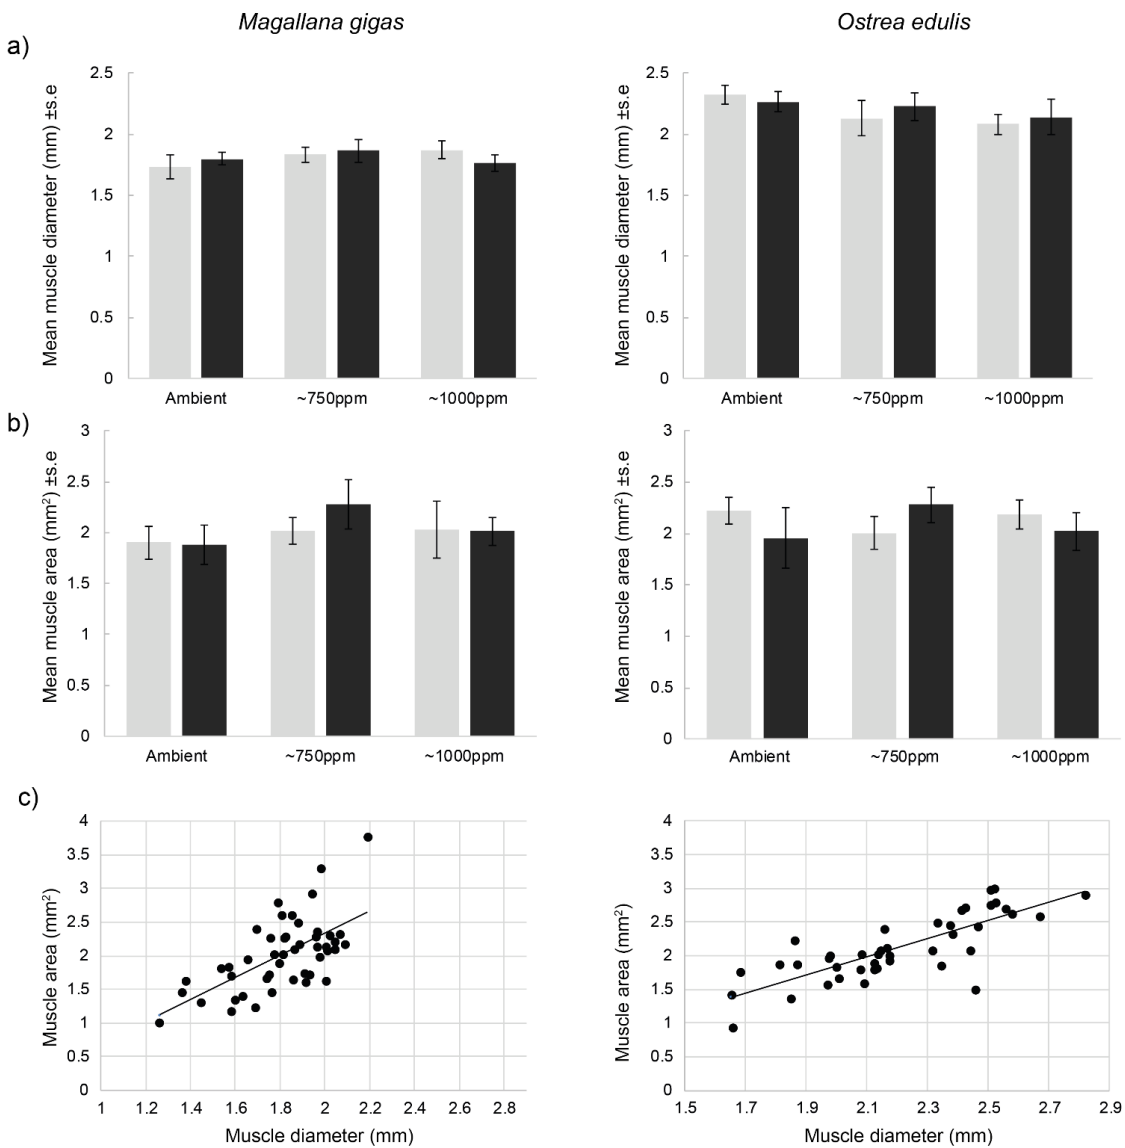 Magallana gigas
Ostrea edulis
a)
Mean muscle diameter (mm) ±s.e
2.5
2
1.5
1
0.5
0
Ambient
~750ppm
~1000ppm
Mean muscle diameter (mm) ±s.e
2.5
2
1.5
1
0.5
0
Ambient
~750ppm
~1000ppm
b)
Mean muscle area (mm²) ±s.e
3
2.5
2
1.5
1
0.5
0
Ambient
~750ppm
~1000ppm
Mean muscle area (mm²) ±s.e
3
2.5
2
1.5
1
0.5
0
Ambient
~750ppm
~1000ppm
c)
Muscle area (mm²)
4
3.5
3
2.5
2
1.5
1
0.5
0
1 1.2 1.4 1.6 1.8 2 2.2 2.4 2.6 2.8
Muscle diameter (mm)
Muscle area (mm²)
4
3.5
3
2.5
2
1.5
1
0.5
0
1.5 1.7 1.9 2.1 2.3 2.5 2.7 2.9
Muscle diameter (mm)